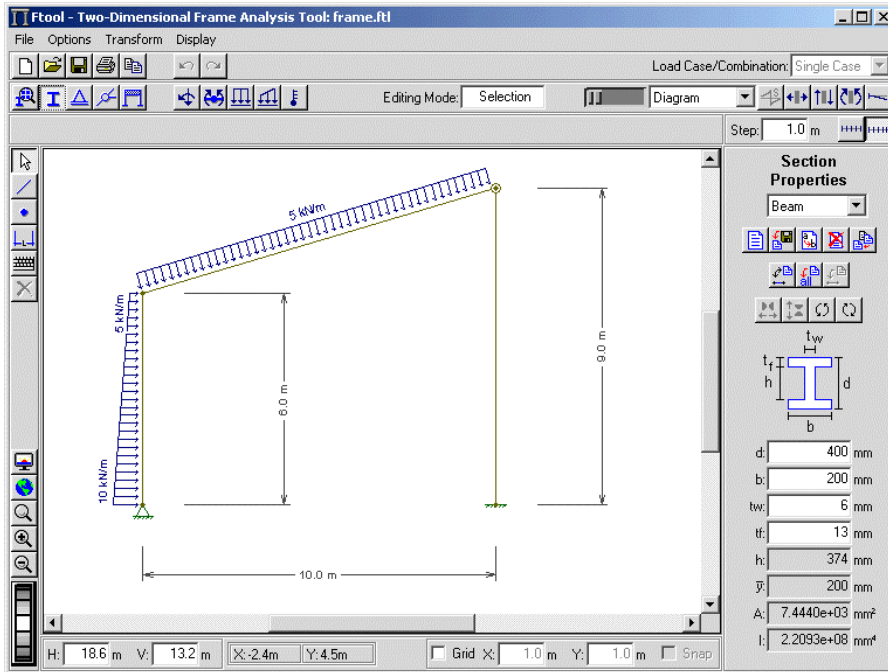 Ftool - Two-Dimensional Frame Analysis Tool: frame.ftl
File Options Transform Display
Load Case/Combination: Single Case
Editing Mode: Selection Diagram
Step: 1.0 m
Section
Properties
Beam
all
5 kN/m
5 kN/m
10 kN/m
6.0 m
9.0 m
10.0 m
tw
tf
h
d
b
d: 400 mm
b: 200 mm
tw: 6 mm
tf: 13 mm
h: 374 mm
y̅: 200 mm
A: 7.4440e+03 mm²
I: 2.2093e+08 mm⁴
H: 18.6 m V: 13.2 m X: -2.4m Y: 4.5m Grid X: 1.0 m Y: 1.0 m Snap